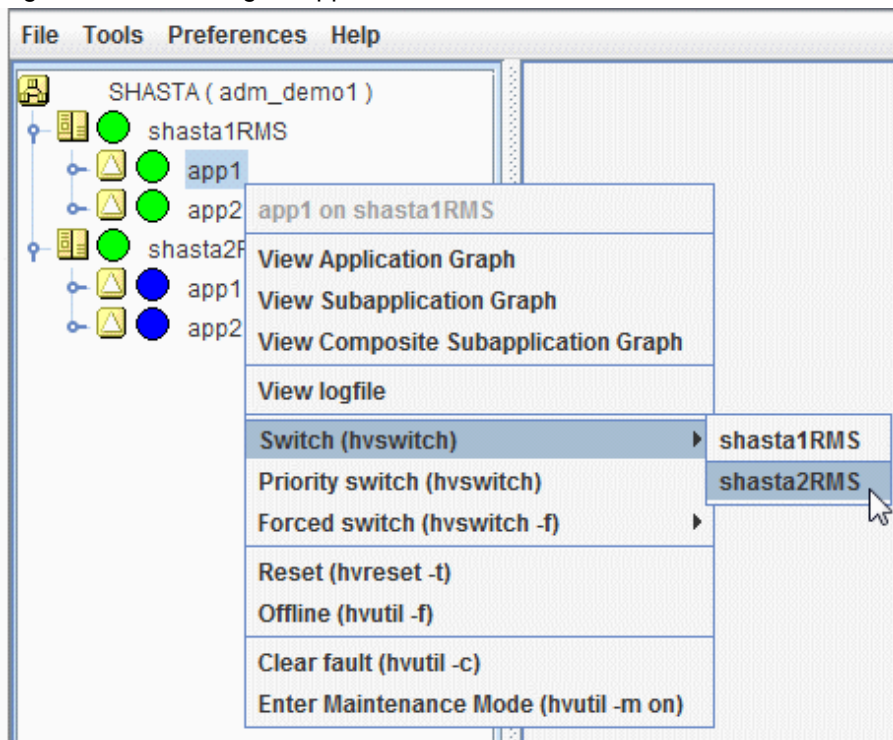 File Tools Preferences Help
SHASTA ( adm_demo1 )
shasta1RMS
app1
app2
shasta2R
app1
app2
app1 on shasta1RMS
View Application Graph
View Subapplication Graph
View Composite Subapplication Graph
View logfile
Switch (hvswitch)
Priority switch (hvswitch)
Forced switch (hvswitch -f)
Reset (hvreset -t)
Offline (hvutil -f)
Clear fault (hvutil -c)
Enter Maintenance Mode (hvutil -m on)
shasta1RMS
shasta2RMS